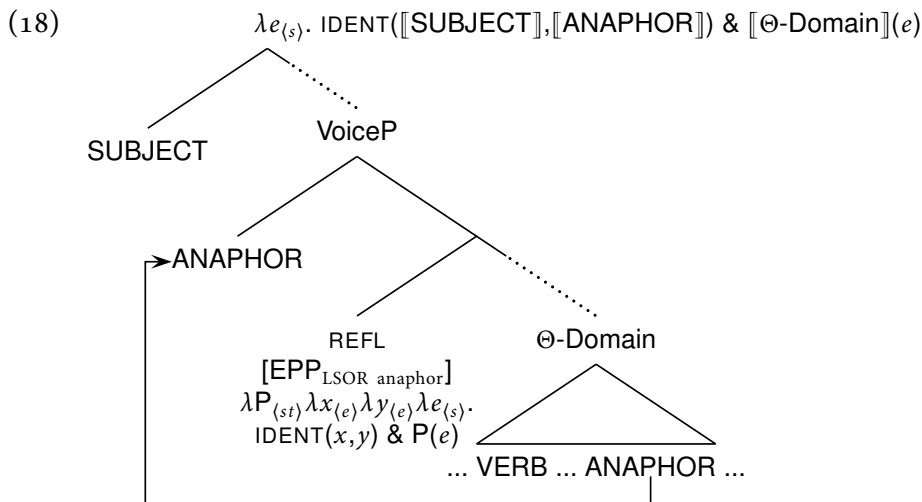 (18) λe⟨s⟩. IDENT(⟦SUBJECT⟧,⟦ANAPHOR⟧) & ⟦Θ-Domain⟧(e)
SUBJECT VoiceP
ANAPHOR
REFL Θ-Domain
[EPP_LSOR anaphor]
λP⟨st⟩λx⟨e⟩λy⟨e⟩λe⟨s⟩.
IDENT(x,y) & P(e)
... VERB ... ANAPHOR ...